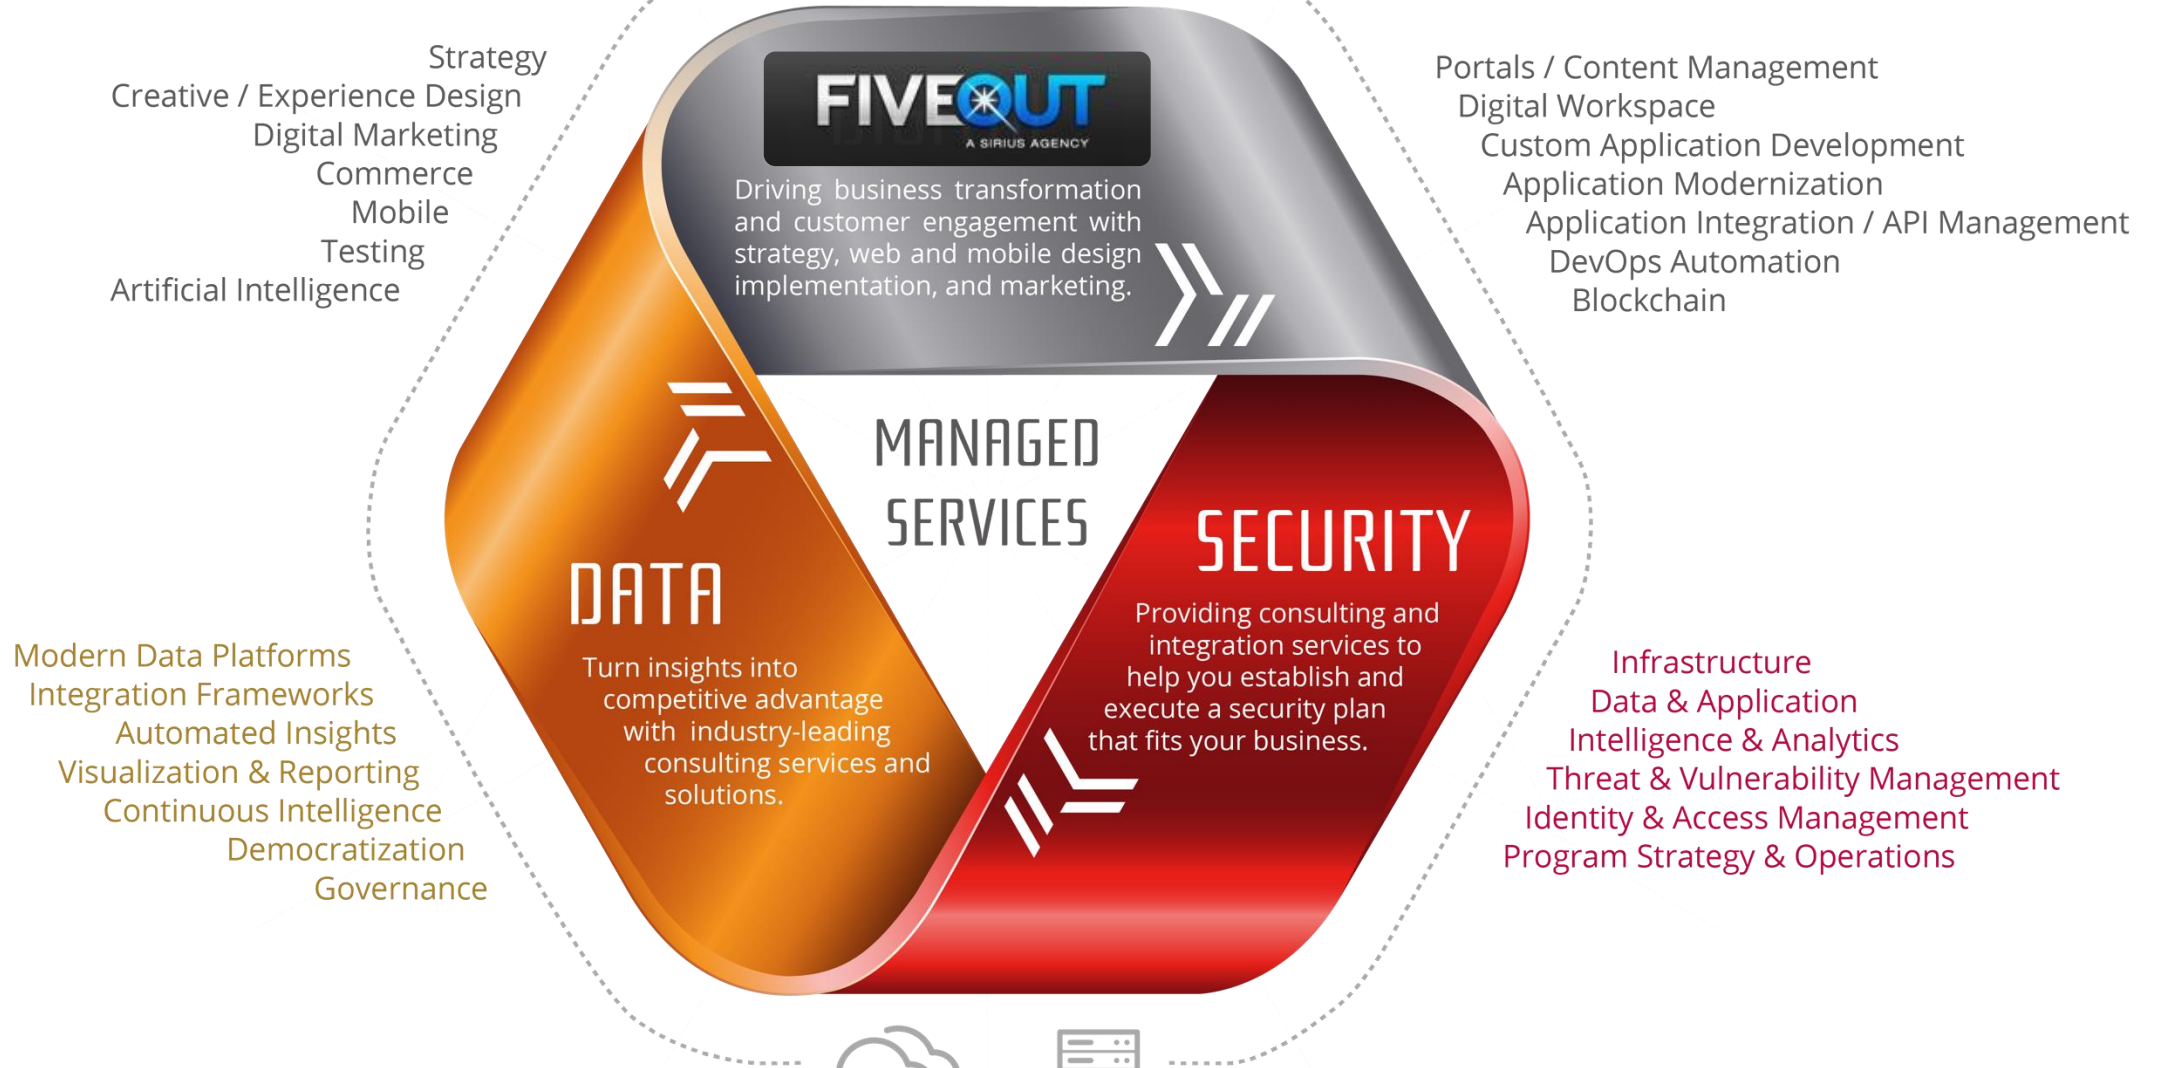 Strategy
Creative / Experience Design
Digital Marketing
Commerce
Mobile
Testing
Artificial Intelligence
FIVEOUT
A SIRIUS AGENCY
Driving business transformation
and customer engagement with
strategy, web and mobile design
implementation, and marketing.
Portals / Content Management
Digital Workspace
Custom Application Development
Application Modernization
Application Integration / API Management
DevOps Automation
Blockchain
MANAGED
SERVICES
DATA
Turn insights into
competitive advantage
with industry-leading
consulting services and
solutions.
SECURITY
Providing consulting and
integration services to
help you establish and
execute a security plan
that fits your business.
Modern Data Platforms
Integration Frameworks
Automated Insights
Visualization & Reporting
Continuous Intelligence
Democratization
Governance
Infrastructure
Data & Application
Intelligence & Analytics
Threat & Vulnerability Management
Identity & Access Management
Program Strategy & Operations